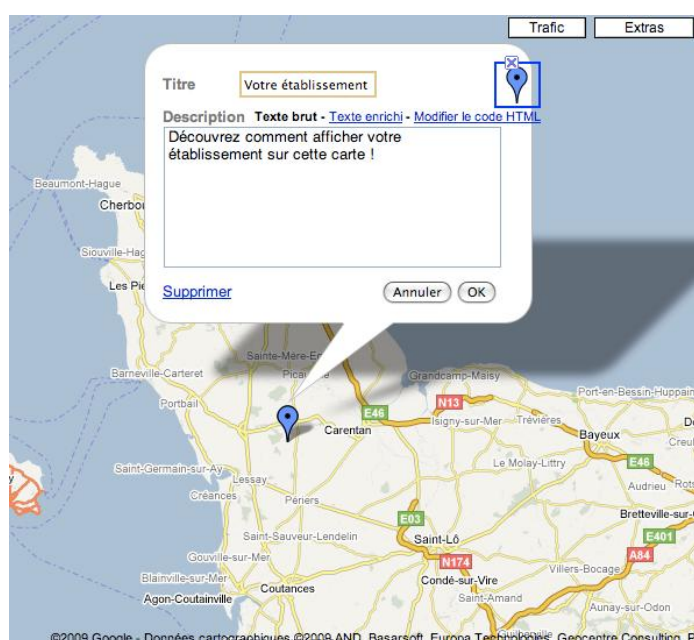 Trafic Extras
Titre Votre établissement
Description Texte brut - Texte enrichi - Modifier le code HTML
Découvrez comment afficher votre
établissement sur cette carte !
Beaumont-Hague
Siouville-Hag
Supprimer Annuler OK
Sainte-Mère-E
Barneville-Carteret
Grandcamp-Maisy
Port-en-Bessin-Huppain
Portbail
N13
E46
Isigny-sur-Mer Trévières
Carentan
Bayeux
Creul
Saint-Germain-sur-Ay
Le Molay-Littry
E46
Lessay
Audrieu Rots
Créances
Périers
Bretteville-sur-
E03
Saint-Sauveur-Lendelin
Saint-Lô
E401
Gouville-sur-Mer
N174
A84
Villers-Bocage
Blainville-sur-Mer
Coutances
Condé-sur-Vire
Agon-Coutainville
Saint-Amand
Aunay-sur-Odon
©2009 Google - Données cartographiques ©2009 AND, Basarsoft, Europa Technologies, Geocentre Consulting, P